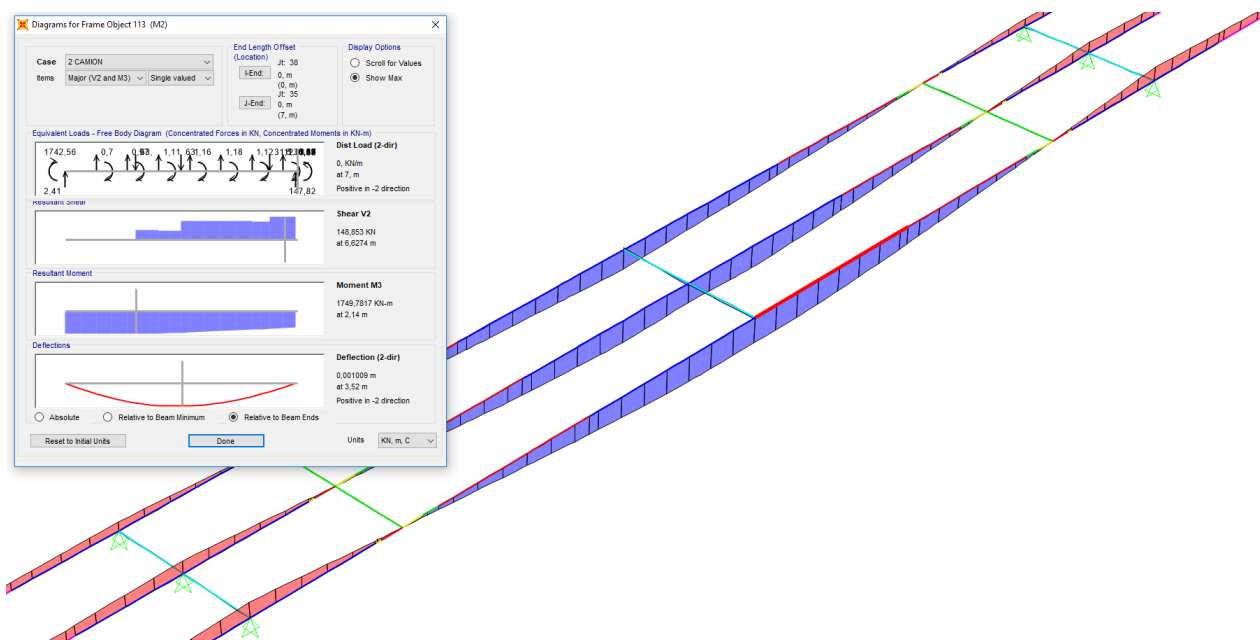 Diagrams for Frame Object 113 (M2)
Case
2 CAMION
Items
Major (V2 and M3)
Single valued
End Length Offset
(Location)
Jt: 38
I-End:
0, m
(0, m)
Jt: 35
J-End:
0, m
(7, m)
Display Options
Scroll for Values
Show Max
Equivalent Loads - Free Body Diagram (Concentrated Forces in KN, Concentrated Moments in KN-m)
1742,56
0,7
1,11
1,16
1,18
2,41
147,82
Dist Load (2-dir)
0, KN/m
at 7, m
Positive in -2 direction
Resultant Shear
Shear V2
148,853 KN
at 6,6274 m
Resultant Moment
Moment M3
1749,7817 KN-m
at 2,14 m
Deflections
Deflection (2-dir)
0,001009 m
at 3,52 m
Positive in -2 direction
Absolute
Relative to Beam Minimum
Relative to Beam Ends
Reset to Initial Units
Done
Units
KN, m, C